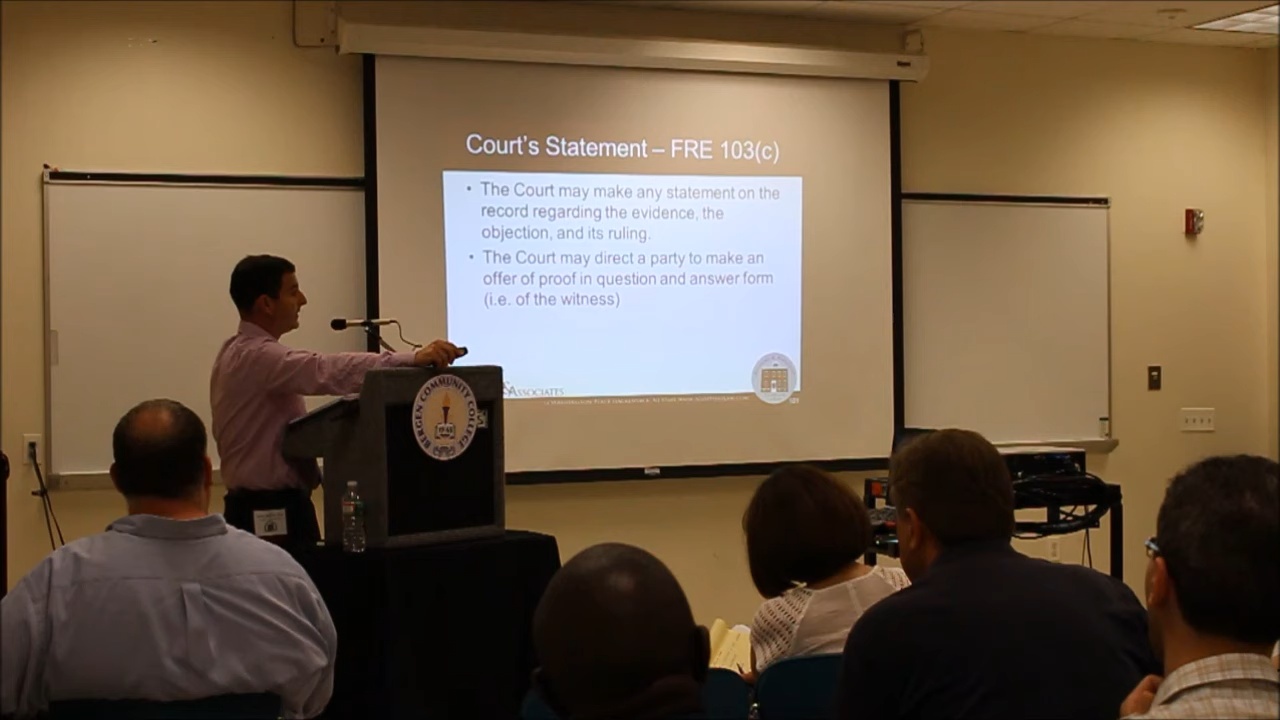 Court's Statement – FRE 103(c)
• The Court may make any statement on the
record regarding the evidence, the
objection, and its ruling.
• The Court may direct a party to make an
offer of proof in question and answer form
(i.e. of the witness)
& ASSOCIATES
BERGEN COMMUNITY COLLEGE